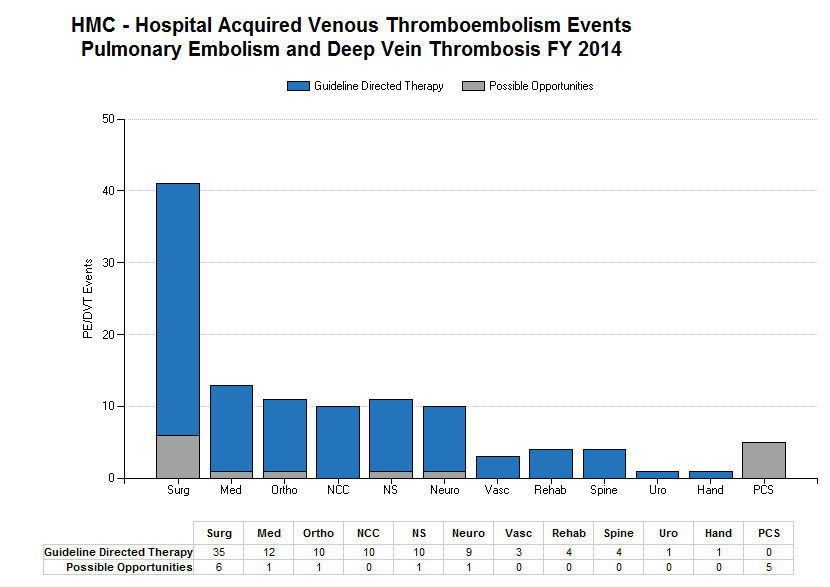 HMC - Hospital Acquired Venous Thromboembolism Events
Pulmonary Embolism and Deep Vein Thrombosis FY 2014
Guideline Directed Therapy Possible Opportunities
50
40
30
20
10
0
PE/DVT Events
Surg Med Ortho NCC NS Neuro Vasc Rehab Spine Uro Hand PCS
Surg Med Ortho NCC NS Neuro Vasc Rehab Spine Uro Hand PCS
Guideline Directed Therapy 35 12 10 10 10 9 3 4 4 1 1 0
Possible Opportunities 6 1 1 0 1 1 0 0 0 0 0 5